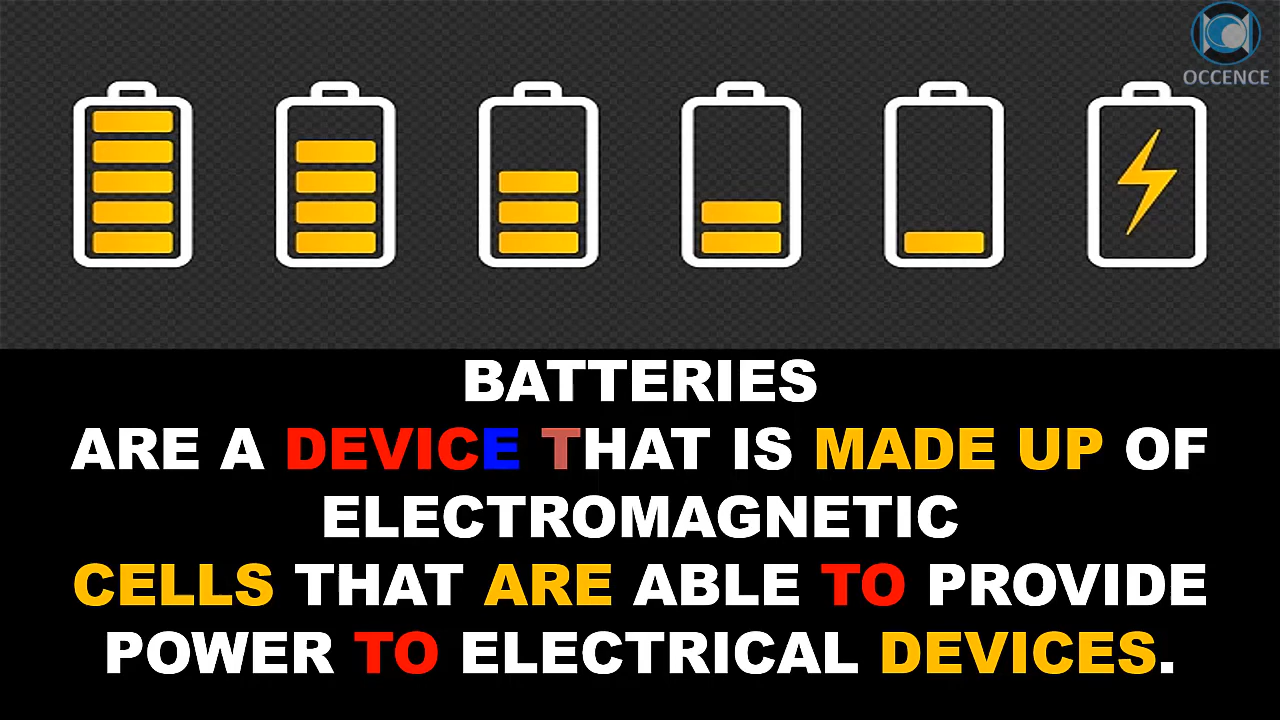 OCCENCE
BATTERIES
ARE A DEVICE THAT IS MADE UP OF
ELECTROMAGNETIC
CELLS THAT ARE ABLE TO PROVIDE
POWER TO ELECTRICAL DEVICES.